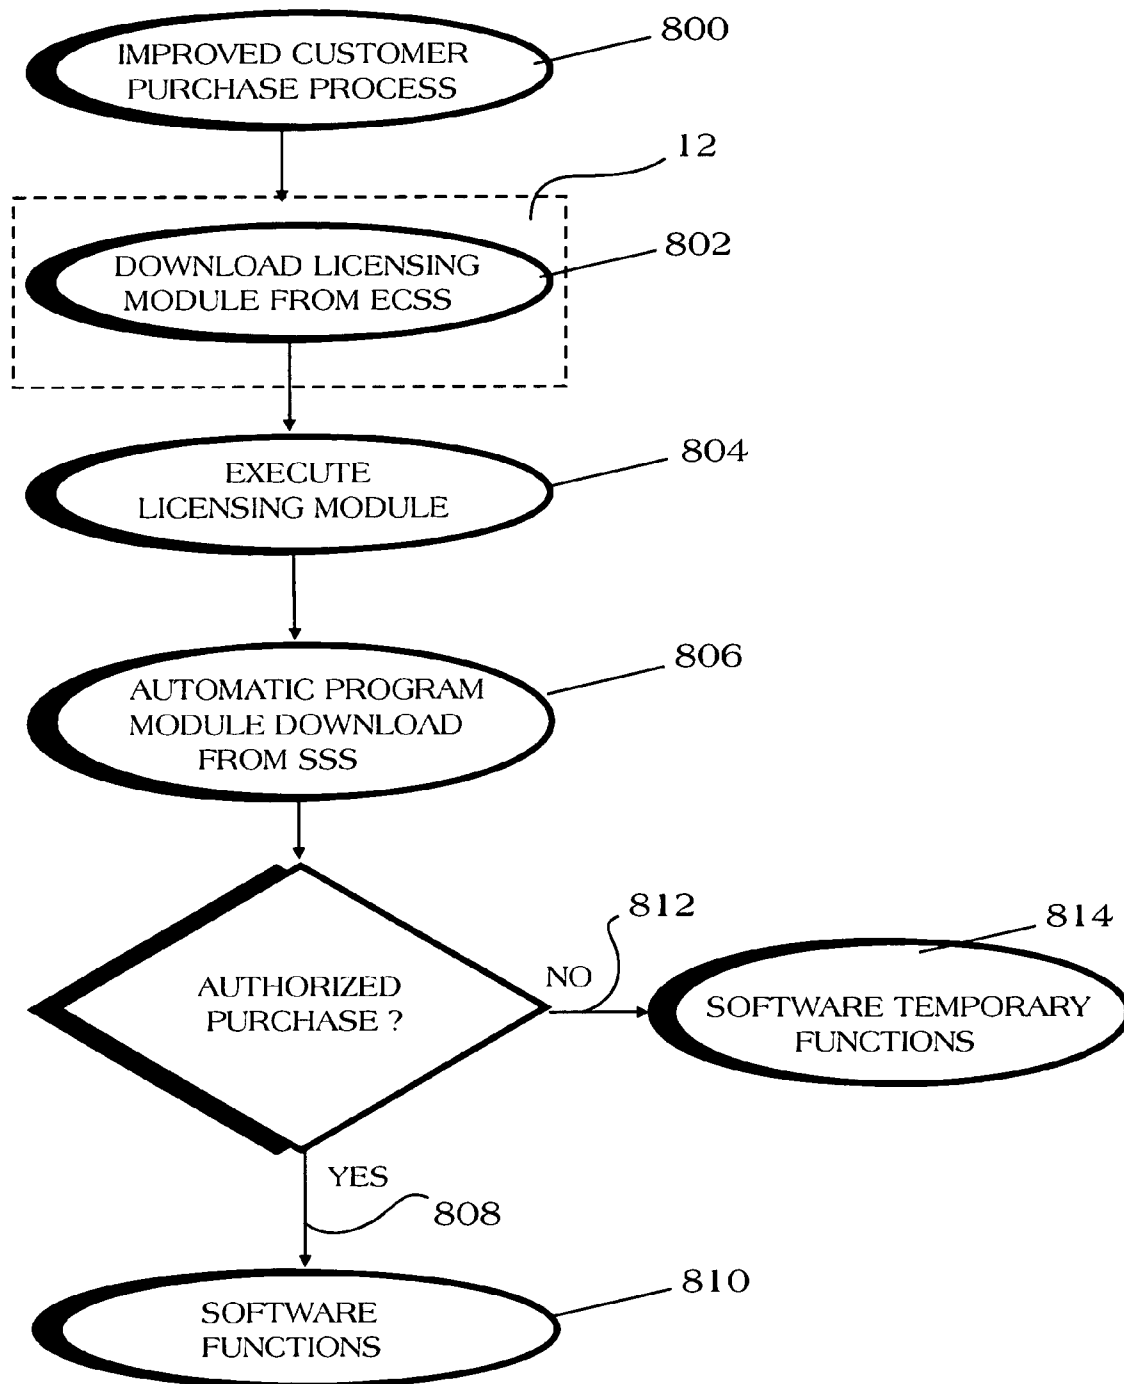 800
IMPROVED CUSTOMER
PURCHASE PROCESS
12
802
DOWNLOAD LICENSING
MODULE FROM ECSS
804
EXECUTE
LICENSING MODULE
806
AUTOMATIC PROGRAM
MODULE DOWNLOAD
FROM SSS
812
814
AUTHORIZED
PURCHASE ?
NO
SOFTWARE TEMPORARY
FUNCTIONS
YES
808
810
SOFTWARE
FUNCTIONS